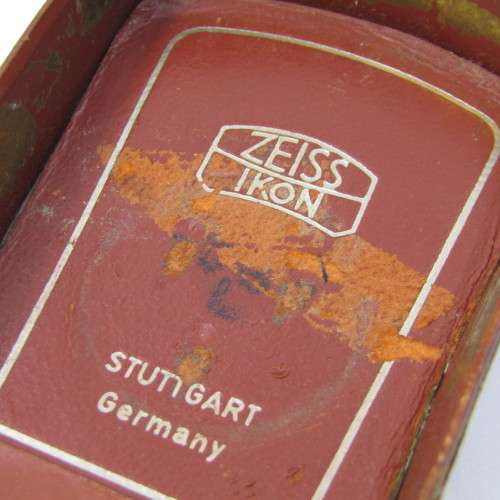 ZEISS
IKON
STUTTGART
Germany